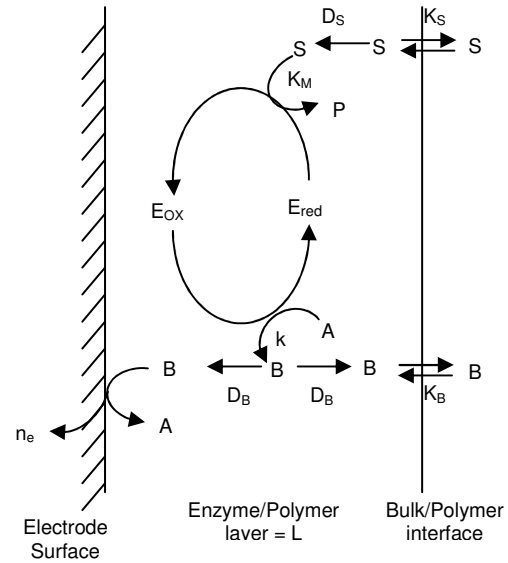 D_S K_S
S S S
K_M
P
E_OX E_red
A
k
B B B B
D_B D_B K_B
A
n_e
Electrode
Surface
Enzyme/Polymer
laver = L
Bulk/Polymer
interface